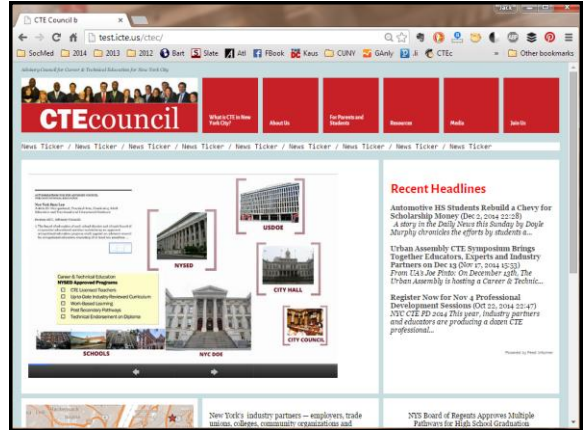 CTE Council b
test.icte.us/ctec/
SocMed 2014 2013 2012 Bart Slate Atl FBook Kaus CUNY GAnly Ji CTEc » Other bookmarks
Advisory Council for Career & Technical Education for New York City
CTEcouncil
What is CTE in New York City?
About Us
For Parents and Students
Resources
Media
Join Us
News Ticker / News Ticker / News Ticker / News Ticker / News Ticker / News Ticker / News Ticker / News Ticker / News Ticker
USDOE
NYSED
CITY HALL
Career & Technical Education
NYSED Approved Programs
CTE Licensed Teachers
Up-to-Date Industry-Reviewed Curriculum
Work-Based Learning
Post Secondary Pathways
Technical Endorsement on Diploma
CITY COUNCIL
SCHOOLS
NYC DOE
Recent Headlines
Automotive HS Students Rebuild a Chevy for
Scholarship Money (Dec 2, 2014 22:28)
A story in the Daily News this Sunday by Doyle
Murphy chronicles the efforts by students a...
Urban Assembly CTE Symposium Brings
Together Educators, Experts and Industry
Partners on Dec 13 (Nov 17, 2014 15:53)
From UA's Joe Pinto: On December 13th, The
Urban Assembly is hosting a Career & Technic...
Register Now for Nov 4 Professional
Development Sessions (Oct 22, 2014 22:47)
NYC CTE PD 2014 This year, industry partners
and educators are producing a dozen CTE
professional...
New York's industry partners — employers, trade
unions, colleges, community organizations and
NYS Board of Regents Approves Multiple
Pathways for High School Graduation